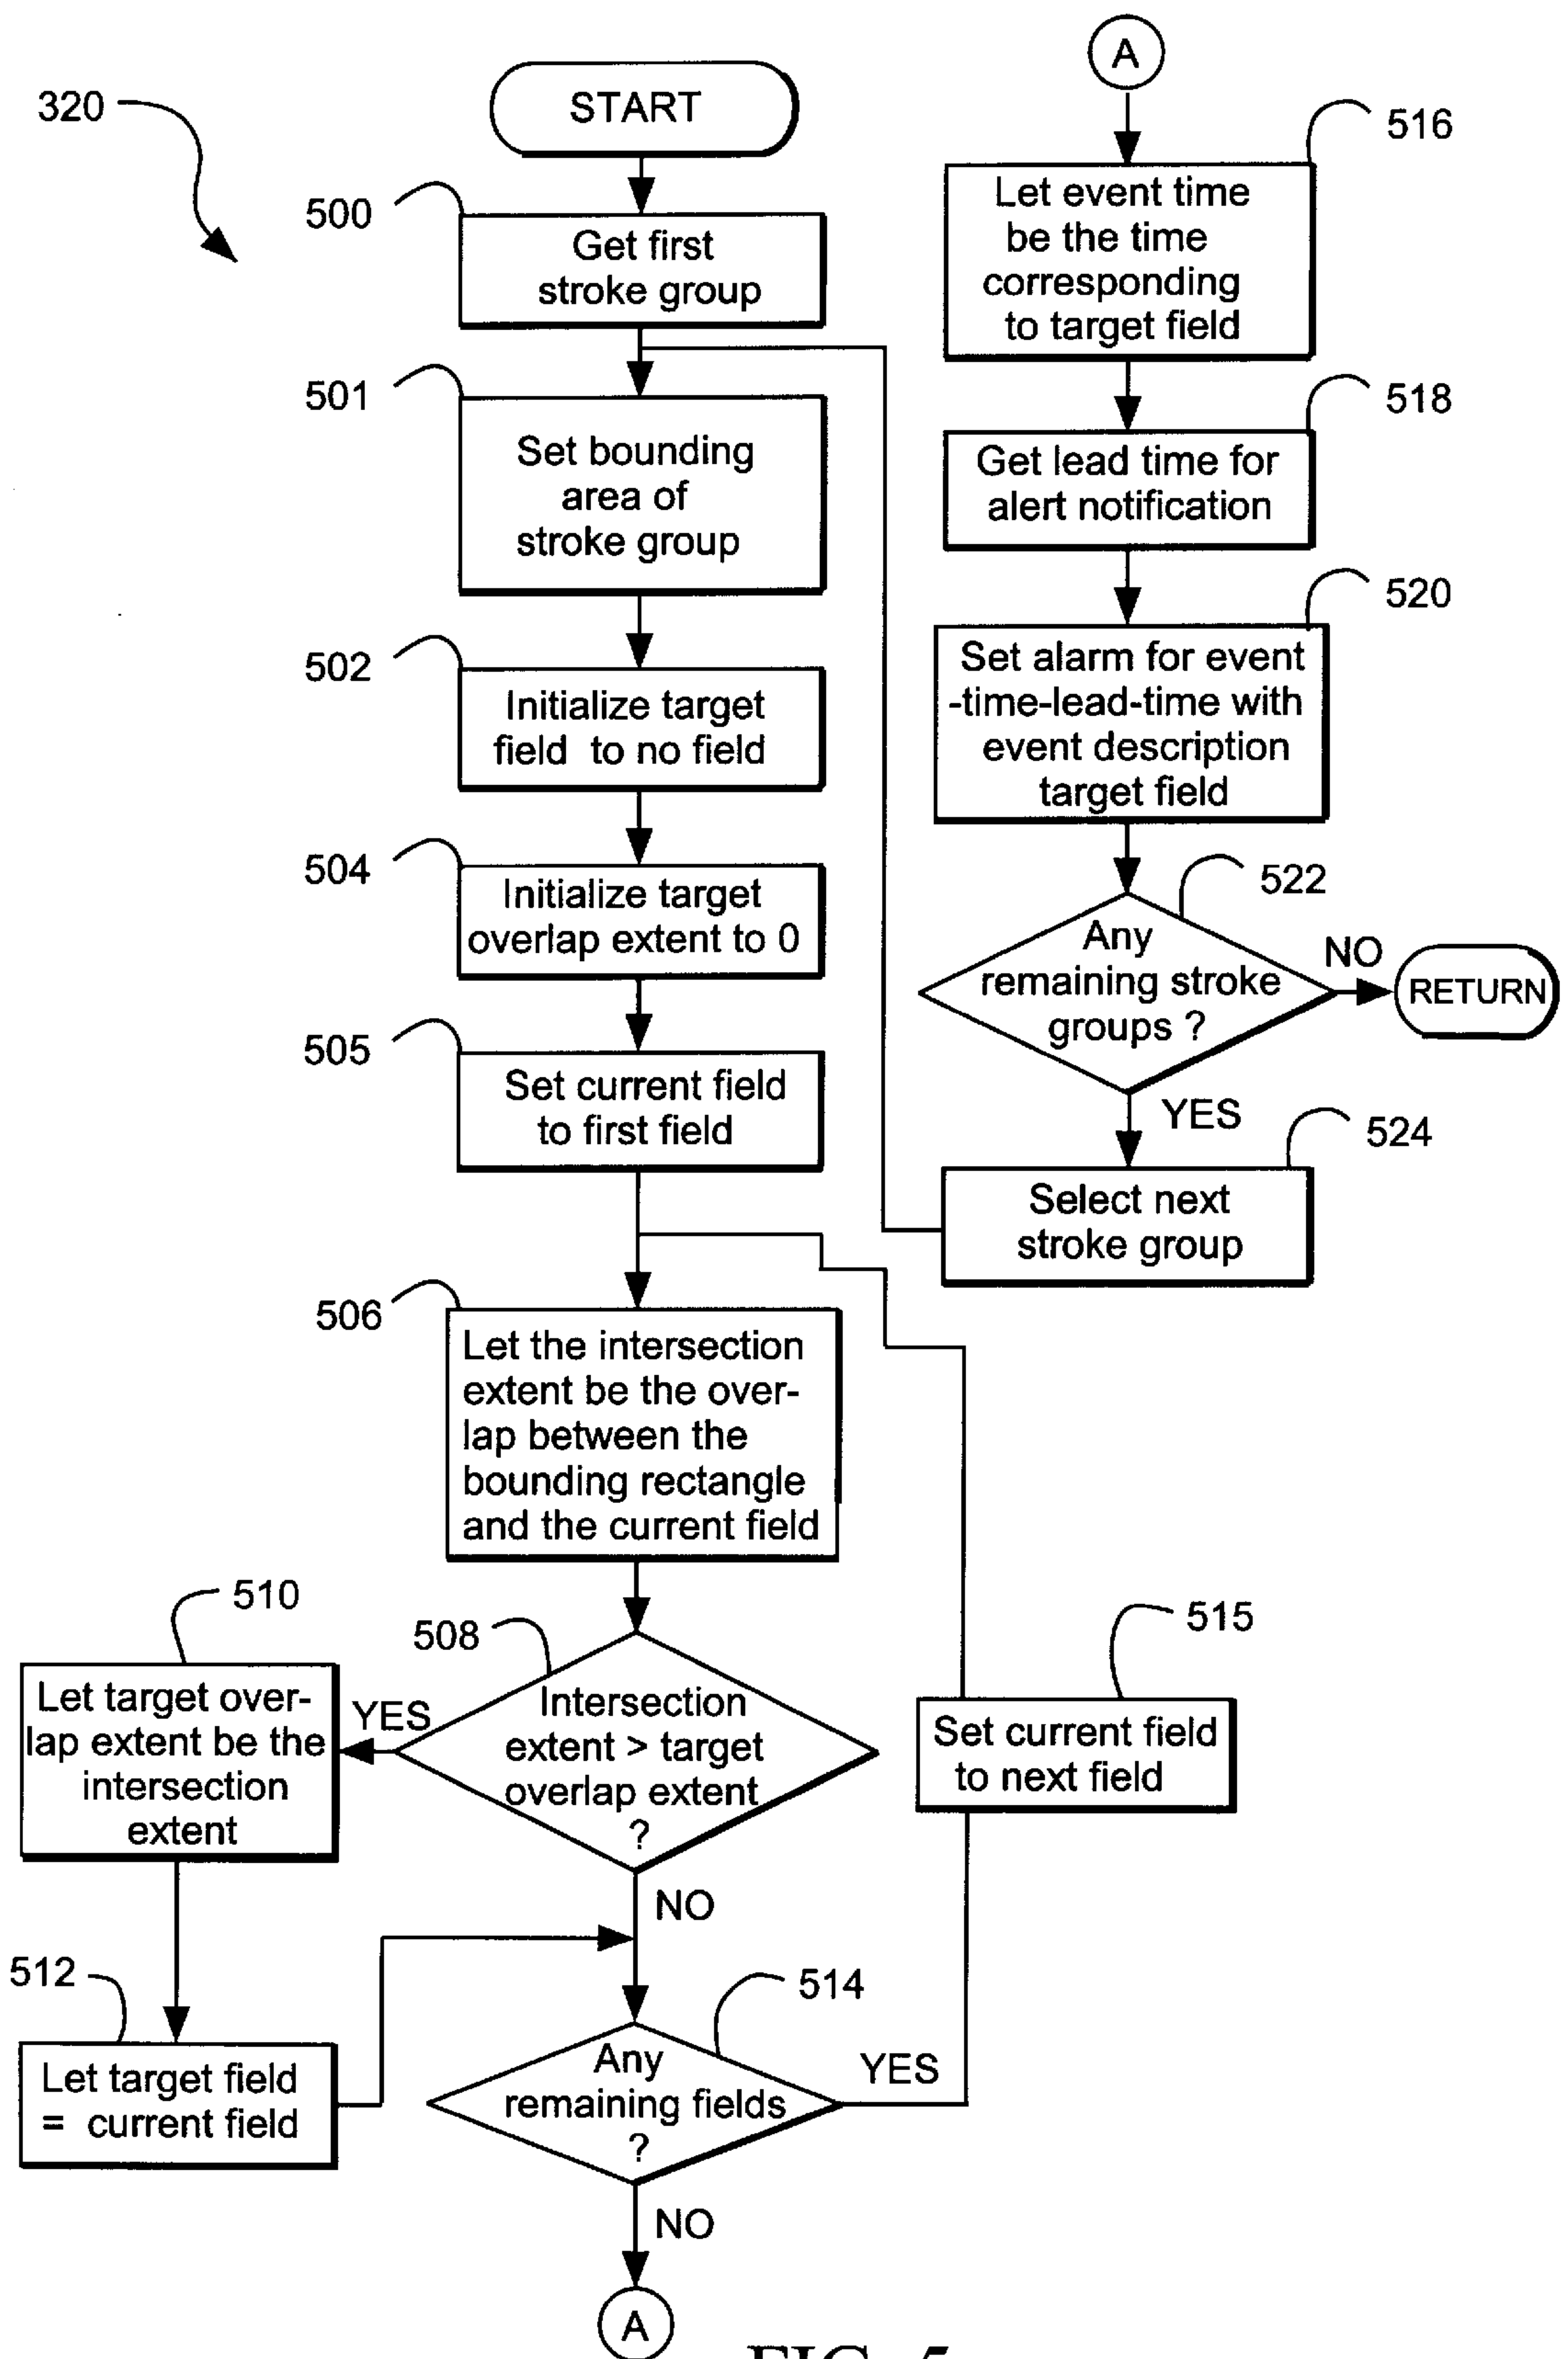 320
START
500
Get first
stroke group
501
Set bounding
area of
stroke group
502
Initialize target
field to no field
504
Initialize target
overlap extent to 0
505
Set current field
to first field
506
Let the intersection
extent be the over-
lap between the
bounding rectangle
and the current field
508
Intersection
extent > target
overlap extent
?
YES
510
Let target over-
lap extent be the
intersection
extent
512
Let target field
= current field
NO
514
Any
remaining fields
?
YES
515
Set current field
to next field
NO
A
A
516
Let event time
be the time
corresponding
to target field
518
Get lead time for
alert notification
520
Set alarm for event
-time-lead-time with
event description
target field
522
Any
remaining stroke
groups ?
NO
RETURN
YES
524
Select next
stroke group
FIG. 5